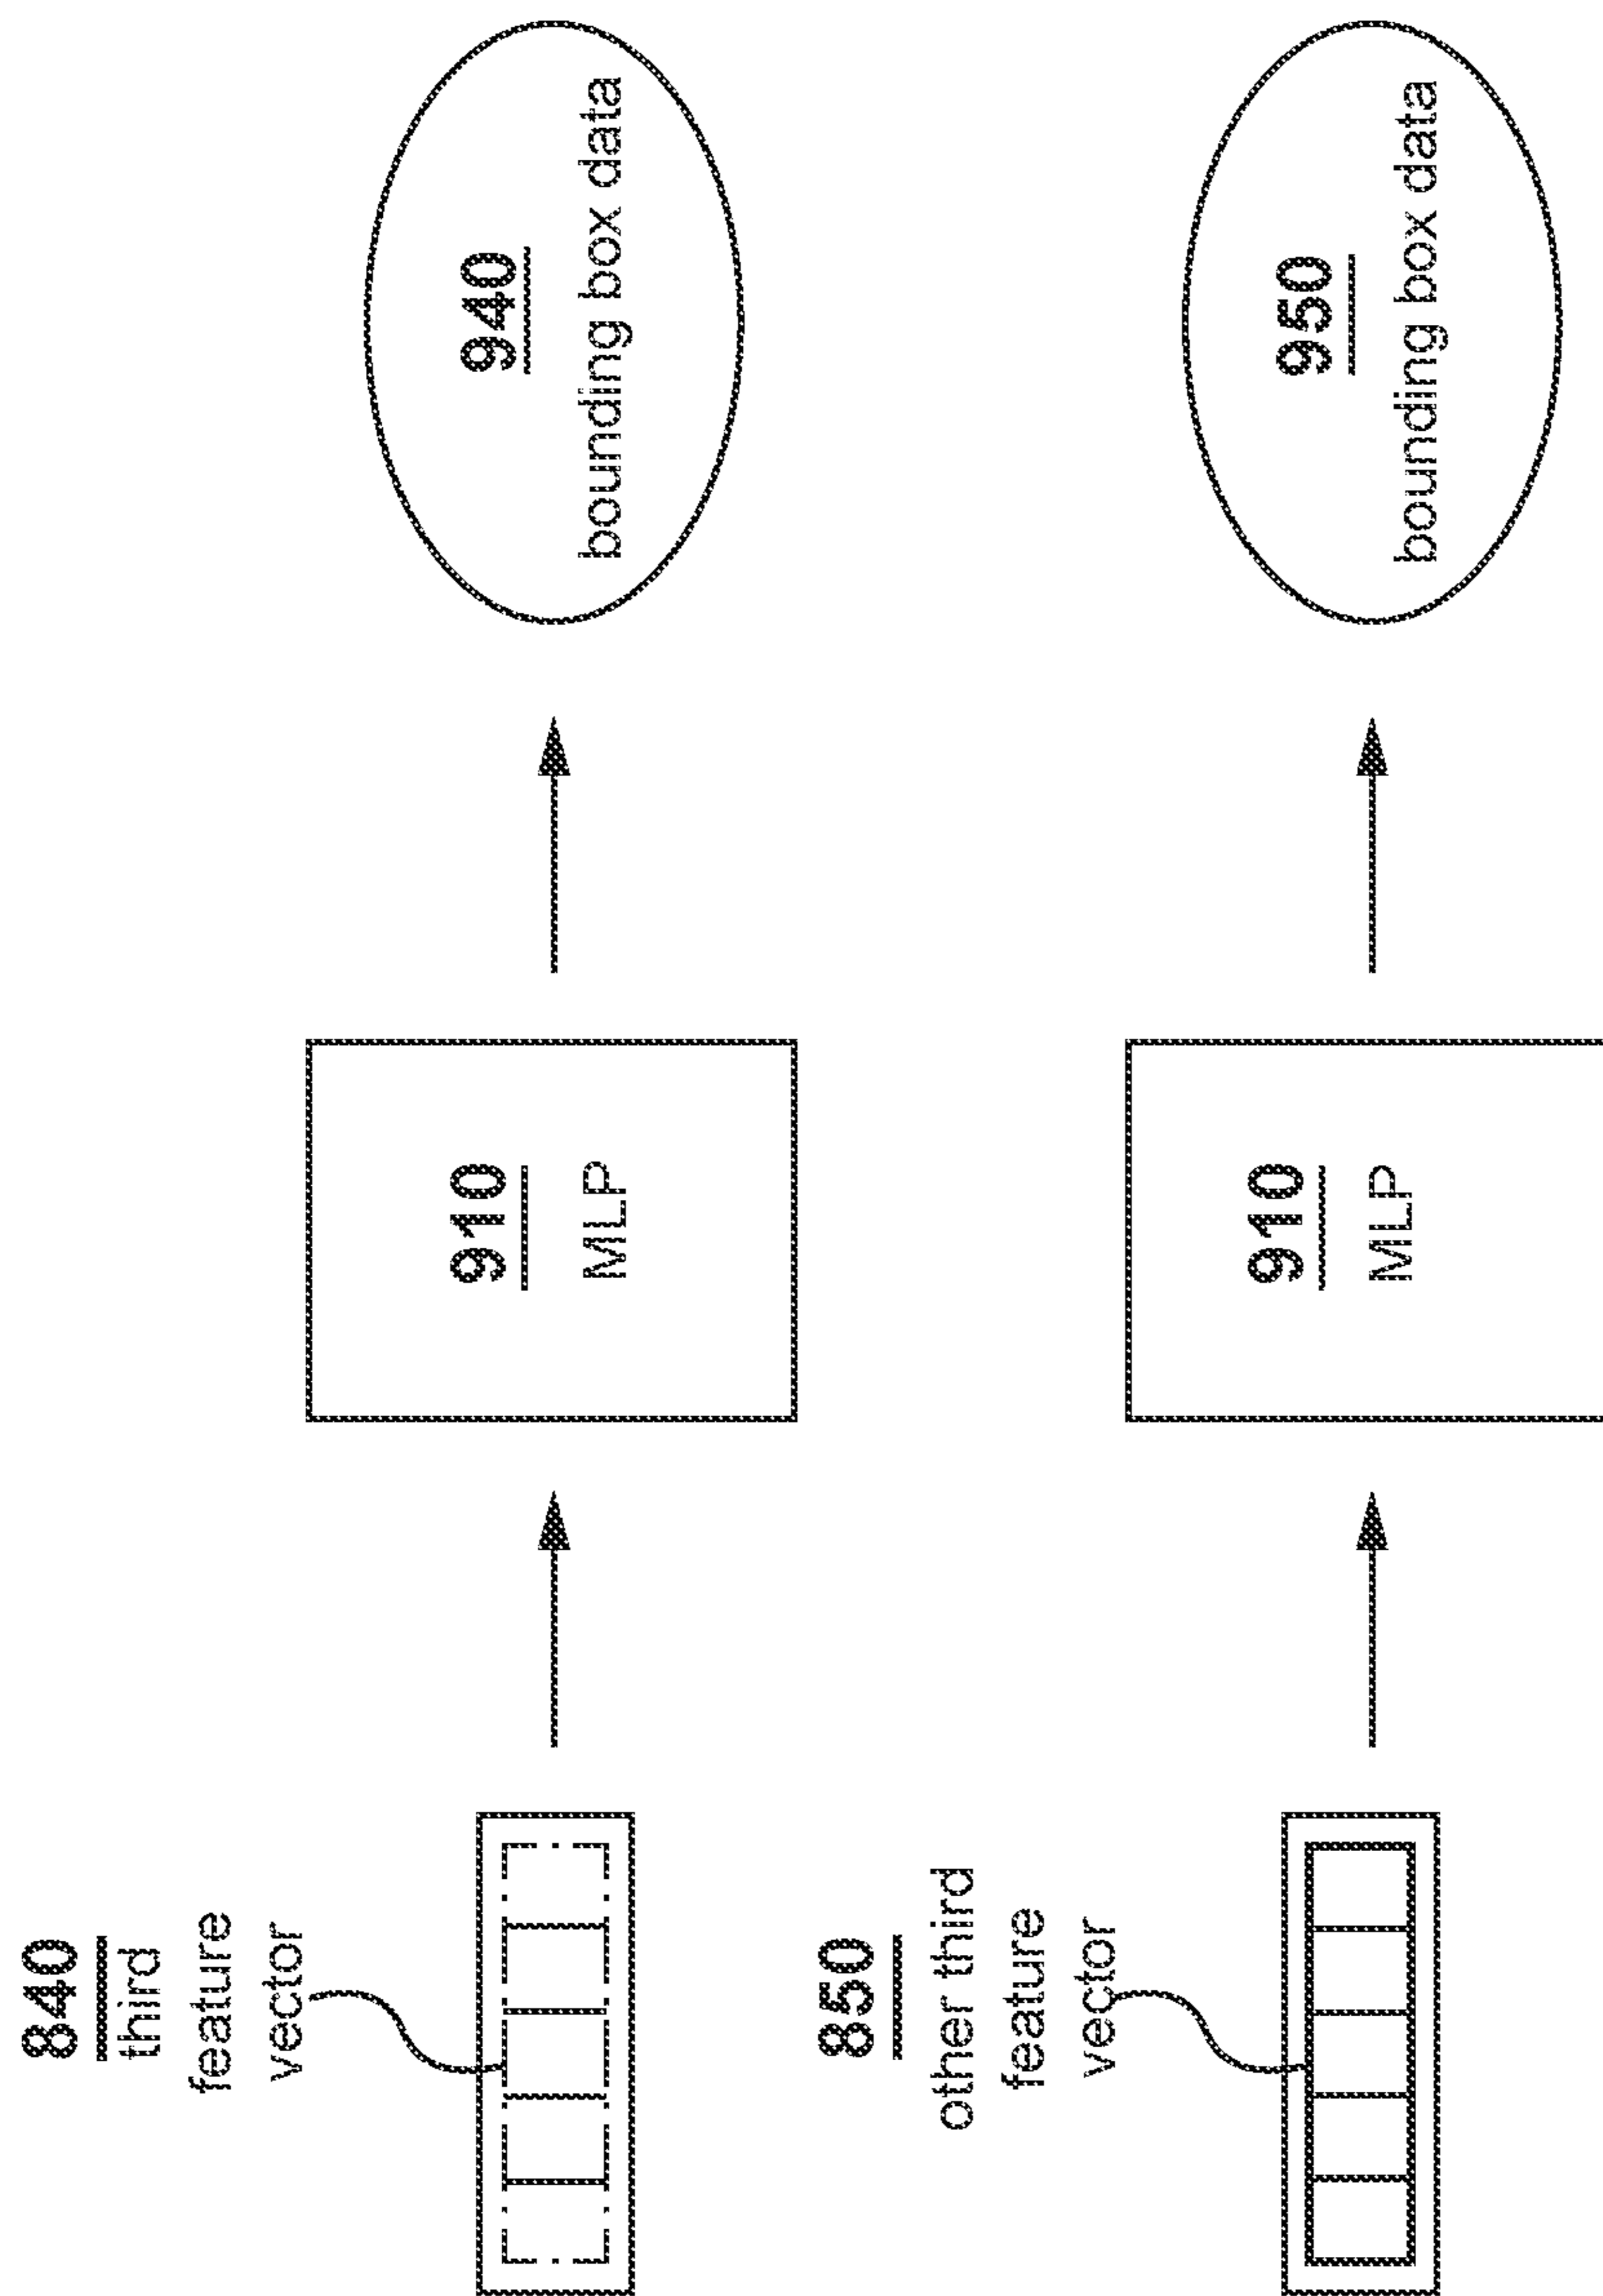 840
third
feature
vector
910
MLP
940
bounding box data
850
other third
feature
vector
910
MLP
950
bounding box data